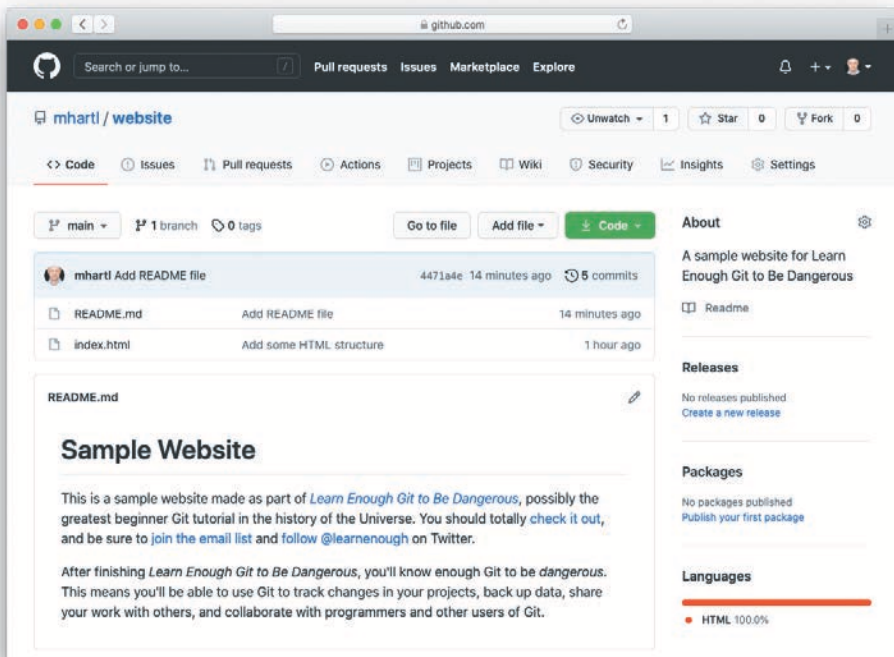 github.com
Search or jump to... /
Pull requests Issues Marketplace Explore
mhartl / website
Unwatch 1 Star 0 Fork 0
Code Issues Pull requests Actions Projects Wiki Security Insights Settings
main 1 branch 0 tags
Go to file Add file Code
mhartl Add README file 4471a4e 14 minutes ago 5 commits
README.md Add README file 14 minutes ago
index.html Add some HTML structure 1 hour ago
README.md
Sample Website
This is a sample website made as part of Learn Enough Git to Be Dangerous, possibly the
greatest beginner Git tutorial in the history of the Universe. You should totally check it out,
and be sure to join the email list and follow @learnenough on Twitter.
After finishing Learn Enough Git to Be Dangerous, you'll know enough Git to be dangerous.
This means you'll be able to use Git to track changes in your projects, back up data, share
your work with others, and collaborate with programmers and other users of Git.
About
A sample website for Learn
Enough Git to Be Dangerous
Readme
Releases
No releases published
Create a new release
Packages
No packages published
Publish your first package
Languages
HTML 100.0%